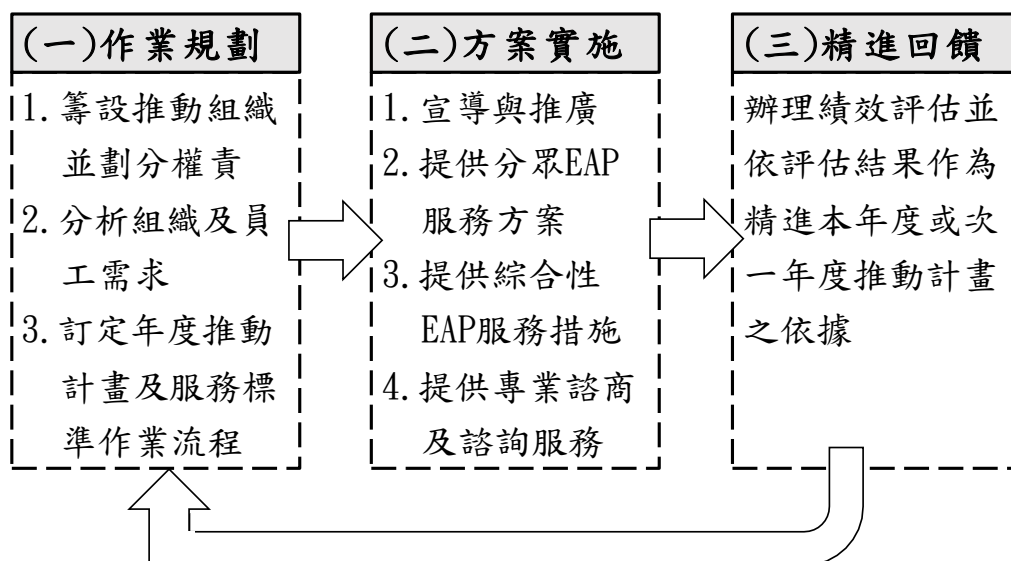 (一)作業規劃
1. 籌設推動組織
並劃分權責
2. 分析組織及員
工需求
3. 訂定年度推動
計畫及服務標
準作業流程
(二)方案實施
1. 宣導與推廣
2. 提供分眾EAP
服務方案
3. 提供綜合性
EAP服務措施
4. 提供專業諮商
及諮詢服務
(三)精進回饋
辦理績效評估並
依評估結果作為
精進本年度或次
一年度推動計畫
之依據